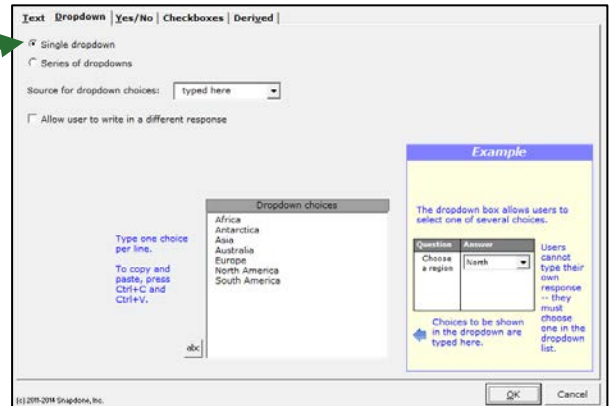 Text Dropdown Yes/No Checkboxes Derived
Single dropdown
Series of dropdowns
Source for dropdown choices: typed here
Allow user to write in a different response
Dropdown choices
Africa
Antarctica
Asia
Australia
Europe
North America
South America
Type one choice
per line.
To copy and
paste, press
Ctrl+C and
Ctrl+V.
abc
Example
The dropdown box allows users to
select one of several choices.
Question Answer
Choose
a region
North
Users
cannot
type their
own
response
-- they
must
choose
one in the
dropdown
list.
Choices to be shown
in the dropdown are
typed here.
(c) 2011-2014 Snapdone, Inc.
OK Cancel